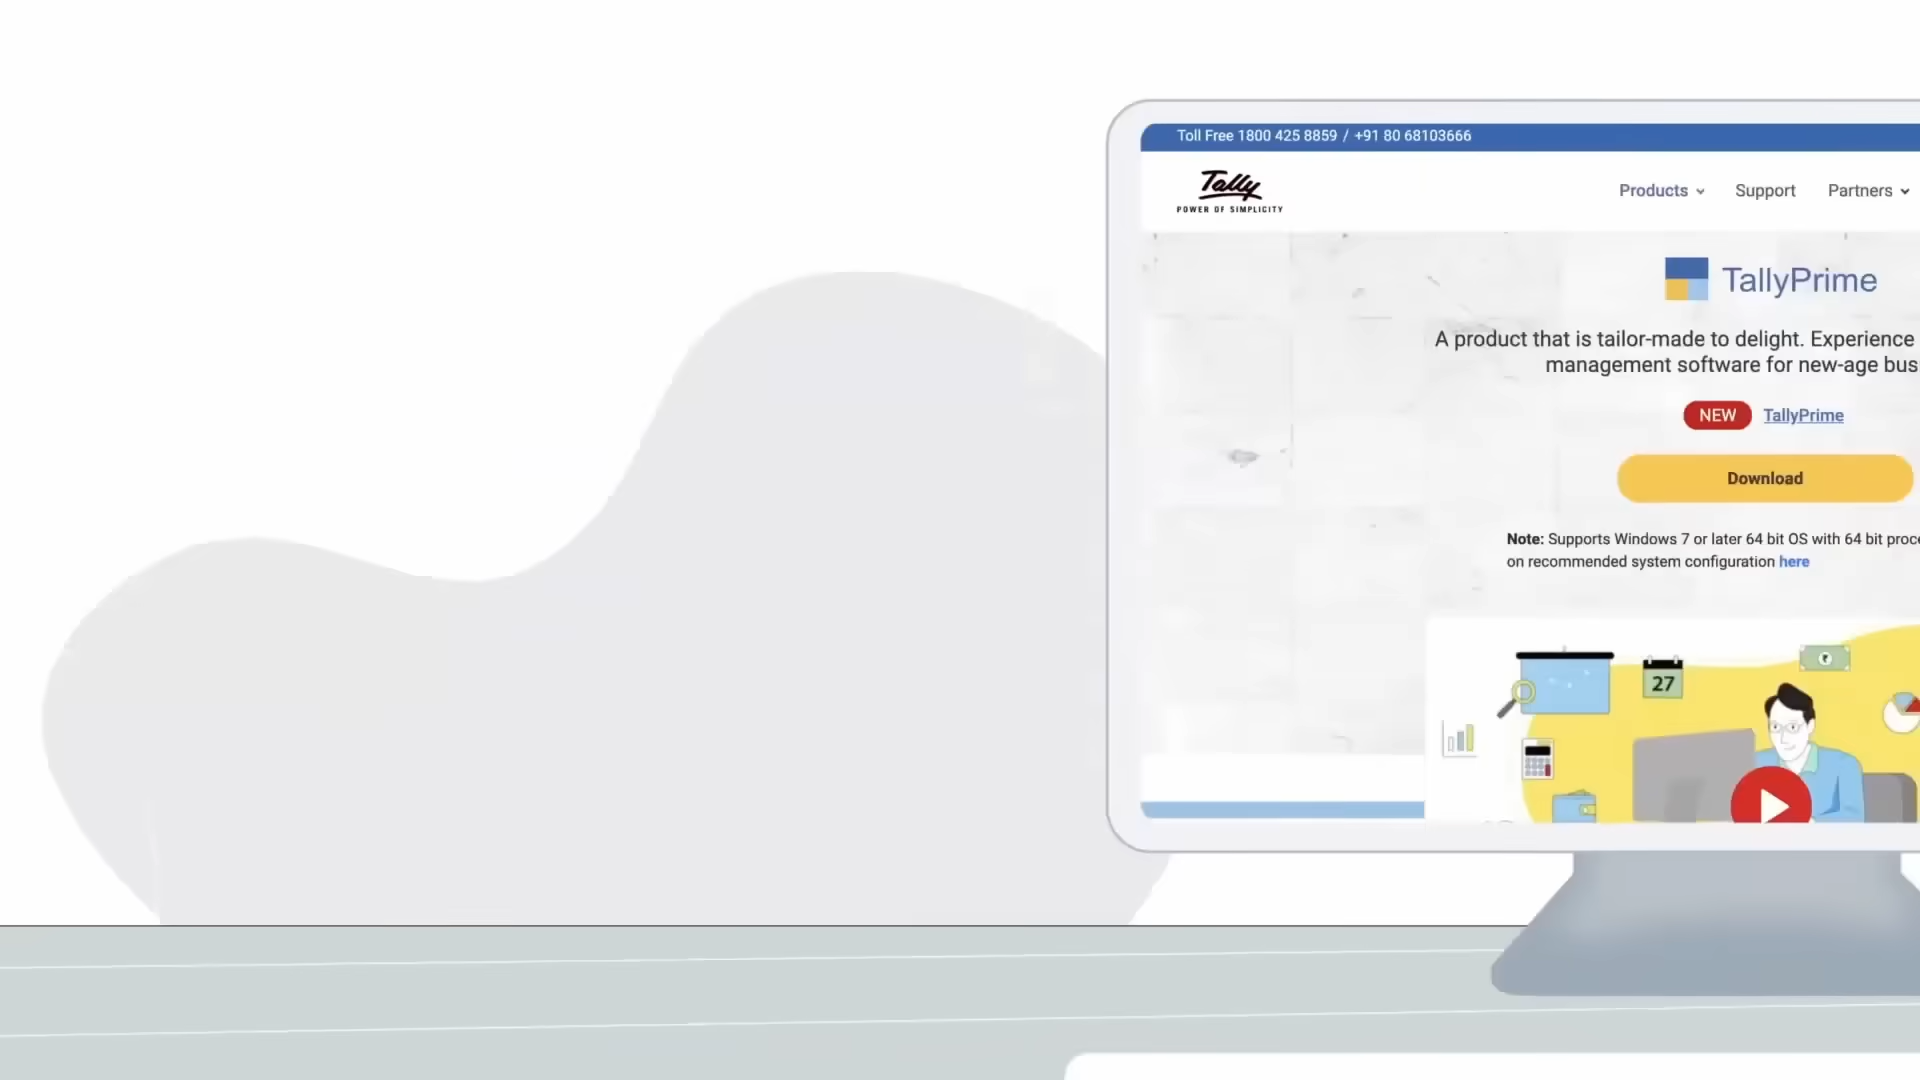 Toll Free 1800 425 8859 / +91 80 68103666
Tally
POWER OF SIMPLICITY
Products Support Partners
TallyPrime
A product that is tailor-made to delight. Experience
management software for new-age bus
NEW TallyPrime
Download
Note: Supports Windows 7 or later 64 bit OS with 64 bit proce
on recommended system configuration here
27
₹